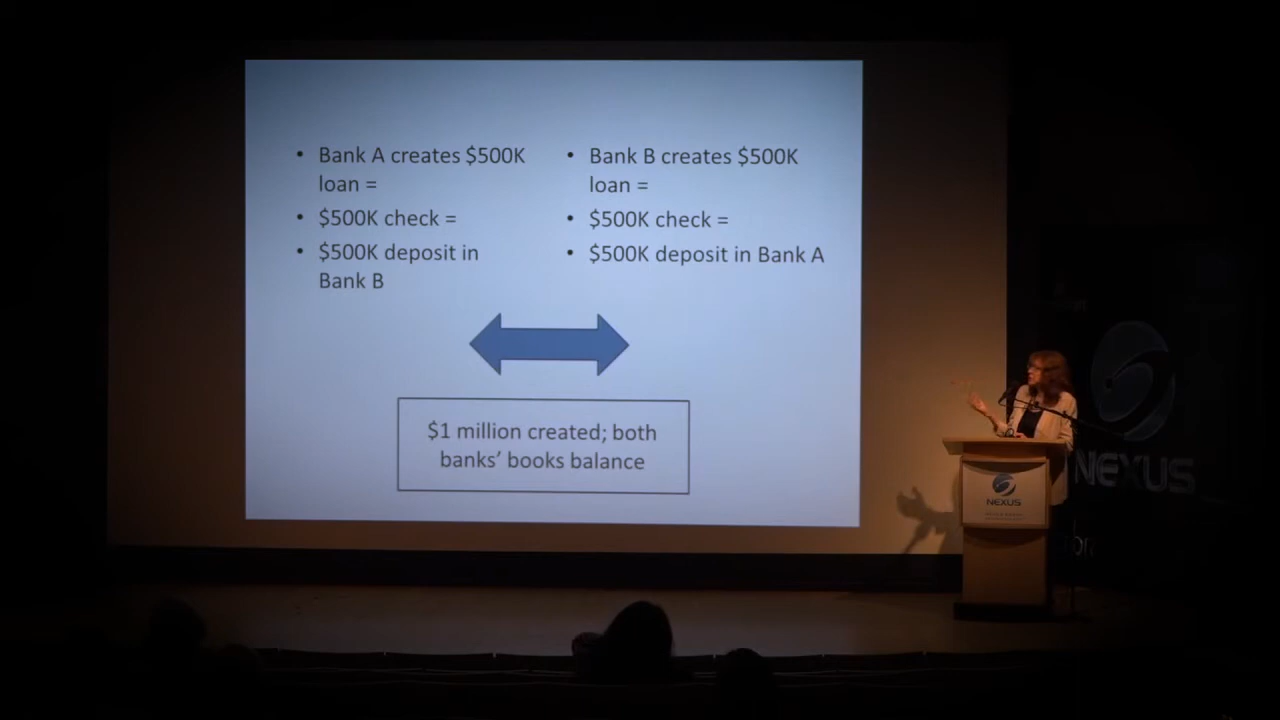 • Bank A creates $500K
loan =
• $500K check =
• $500K deposit in
Bank B
• Bank B creates $500K
loan =
• $500K check =
• $500K deposit in Bank A
$1 million created; both
banks’ books balance
NEXUS
NEXUS